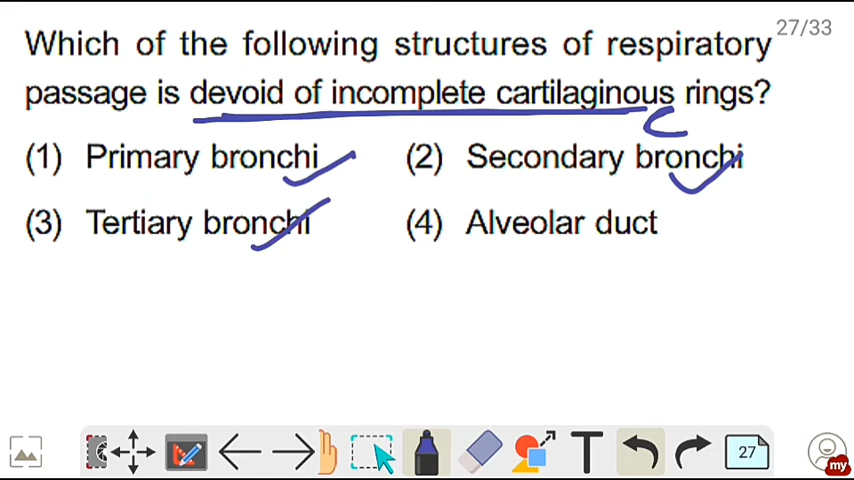 27/33
Which of the following structures of respiratory
passage is devoid of incomplete cartilaginous rings?
(1) Primary bronchi (2) Secondary bronchi
(3) Tertiary bronchi (4) Alveolar duct
T 27
my